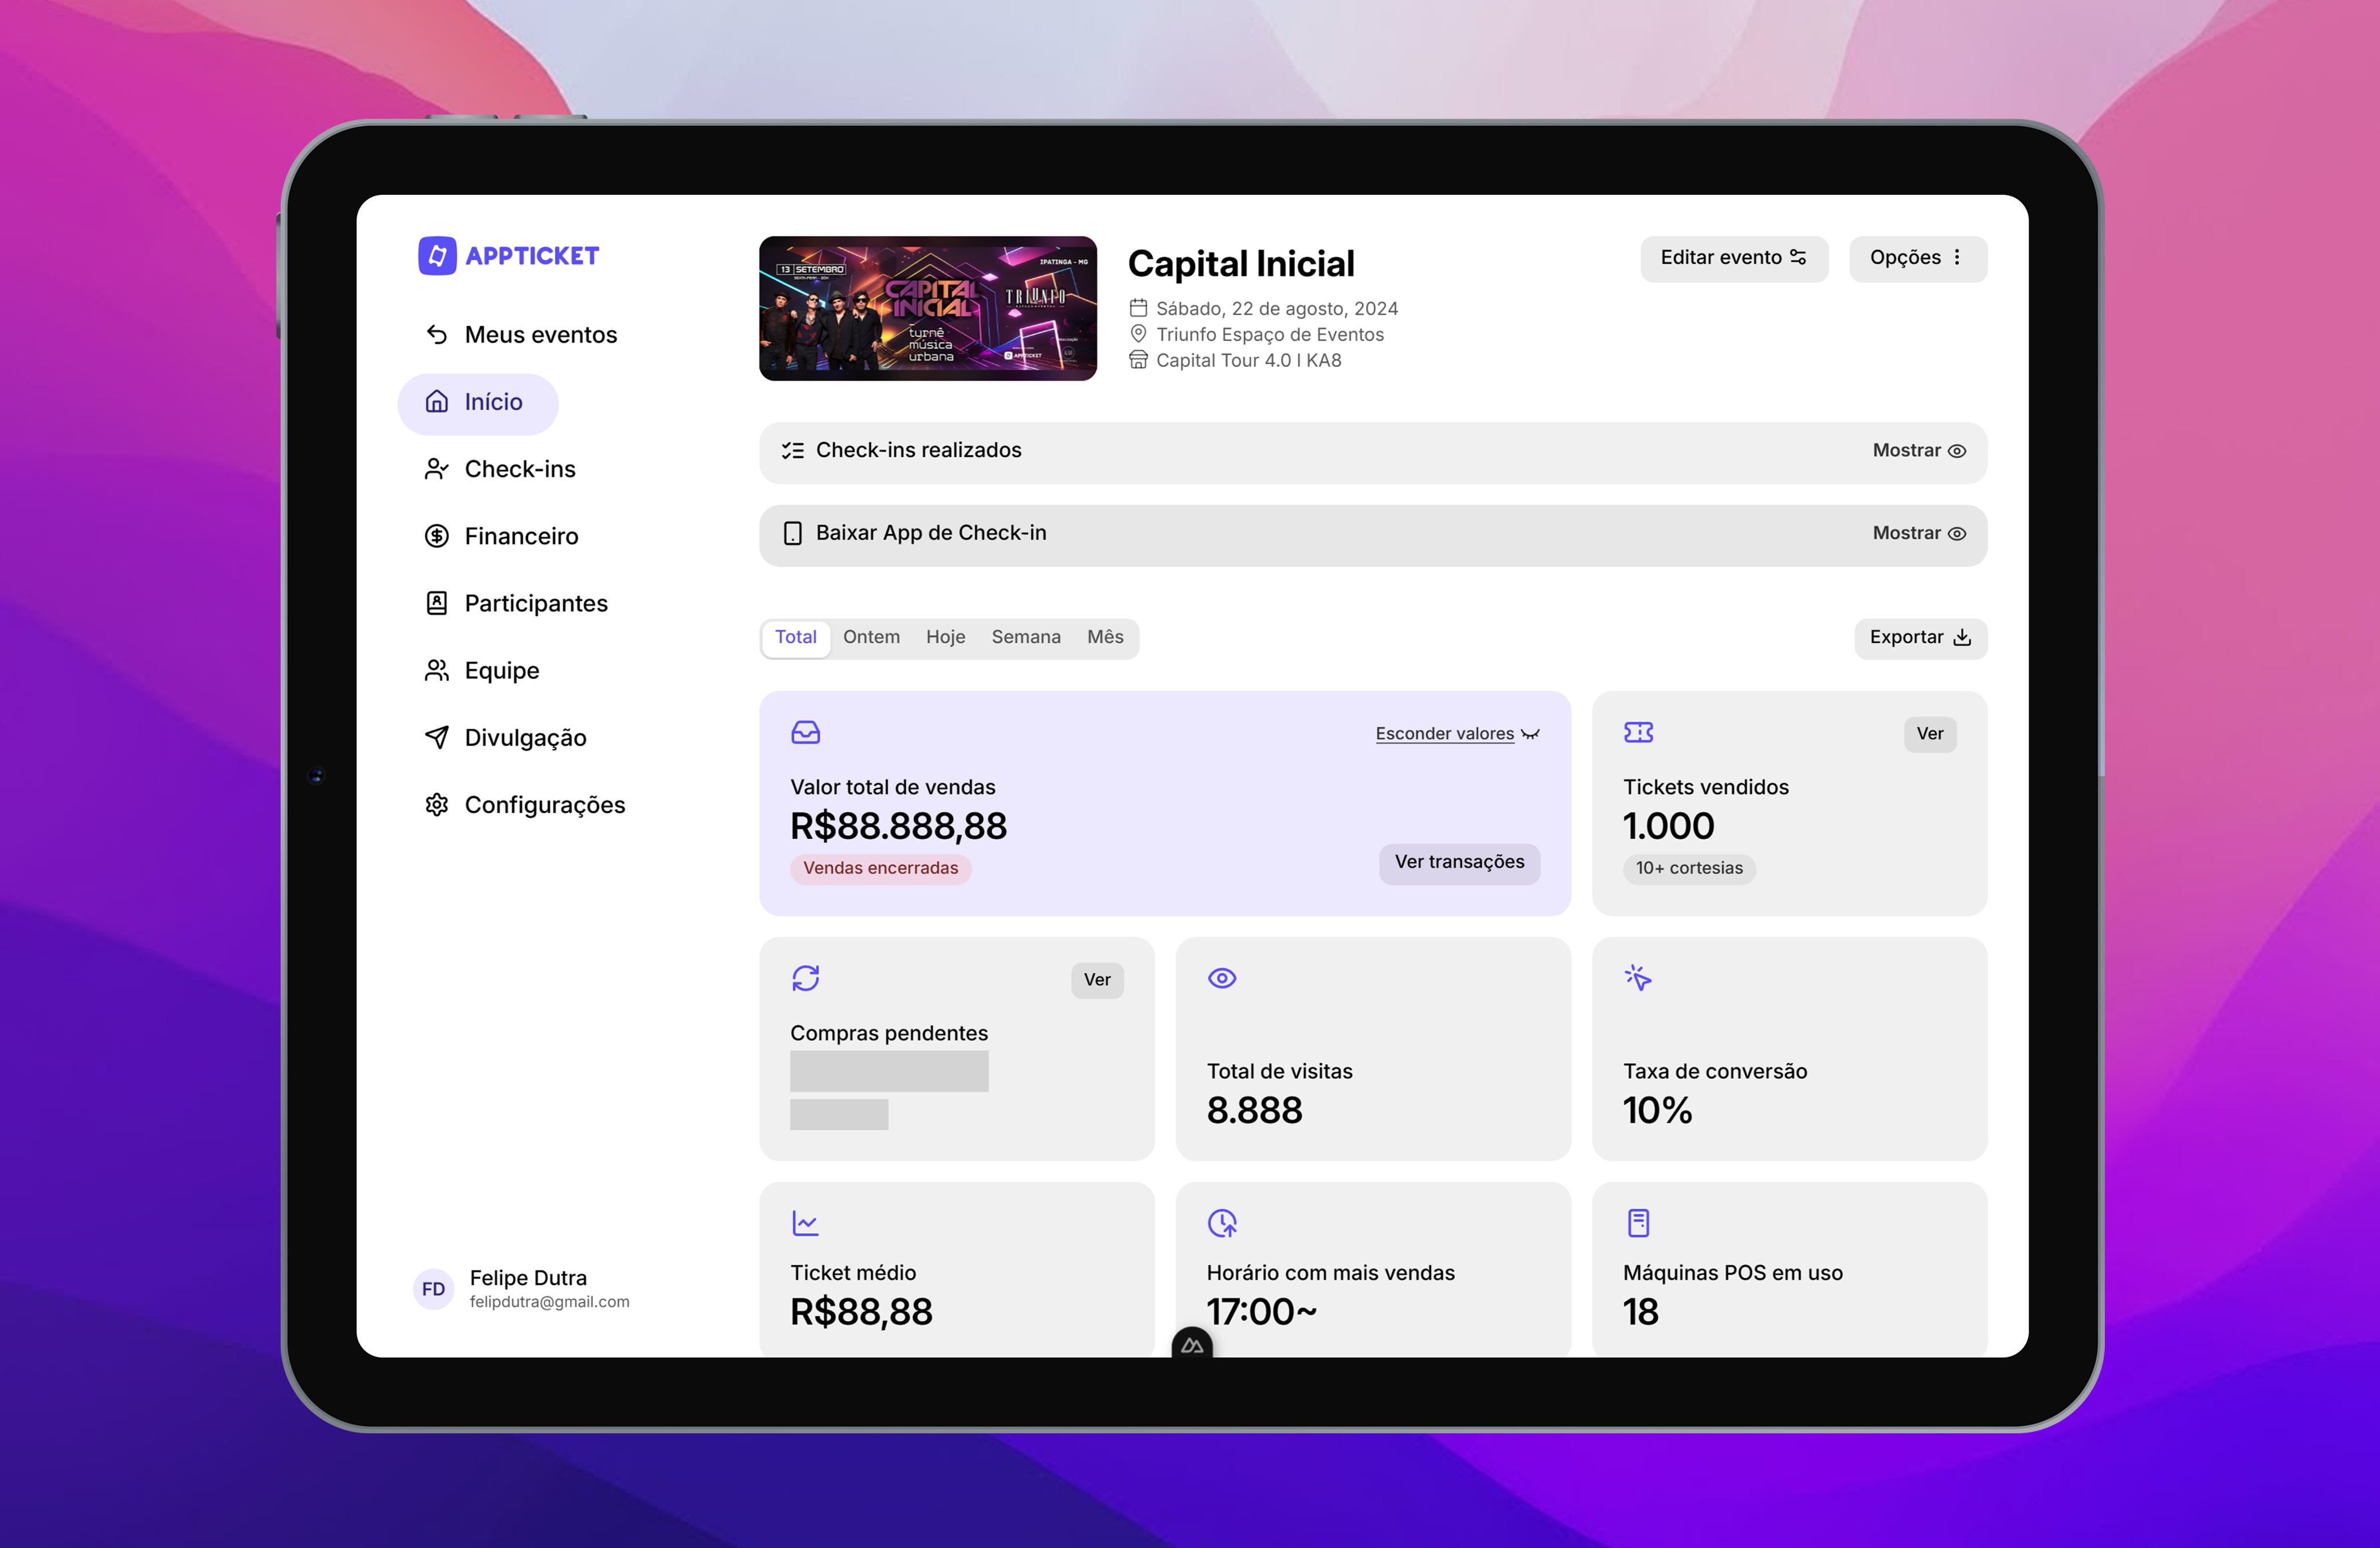 APPTICKET
Meus eventos
Início
Check-ins
Financeiro
Participantes
Equipe
Divulgação
Configurações
FD
Felipe Dutra
felipdutra@gmail.com
13 SETEMBRO
IPATINGA - MG
CAPITAL
INICIAL
TRIUNFO
turnê
música
urbana
APPTICKET
Capital Inicial
Sábado, 22 de agosto, 2024
Triunfo Espaço de Eventos
Capital Tour 4.0 I KA8
Editar evento
Opções
Check-ins realizados
Mostrar
Baixar App de Check-in
Mostrar
Total Ontem Hoje Semana Mês
Exportar
Esconder valores
Valor total de vendas
R$88.888,88
Vendas encerradas
Ver transações
Ver
Tickets vendidos
1.000
10+ cortesias
Ver
Compras pendentes
Total de visitas
8.888
Taxa de conversão
10%
Ticket médio
R$88,88
Horário com mais vendas
17:00~
Máquinas POS em uso
18